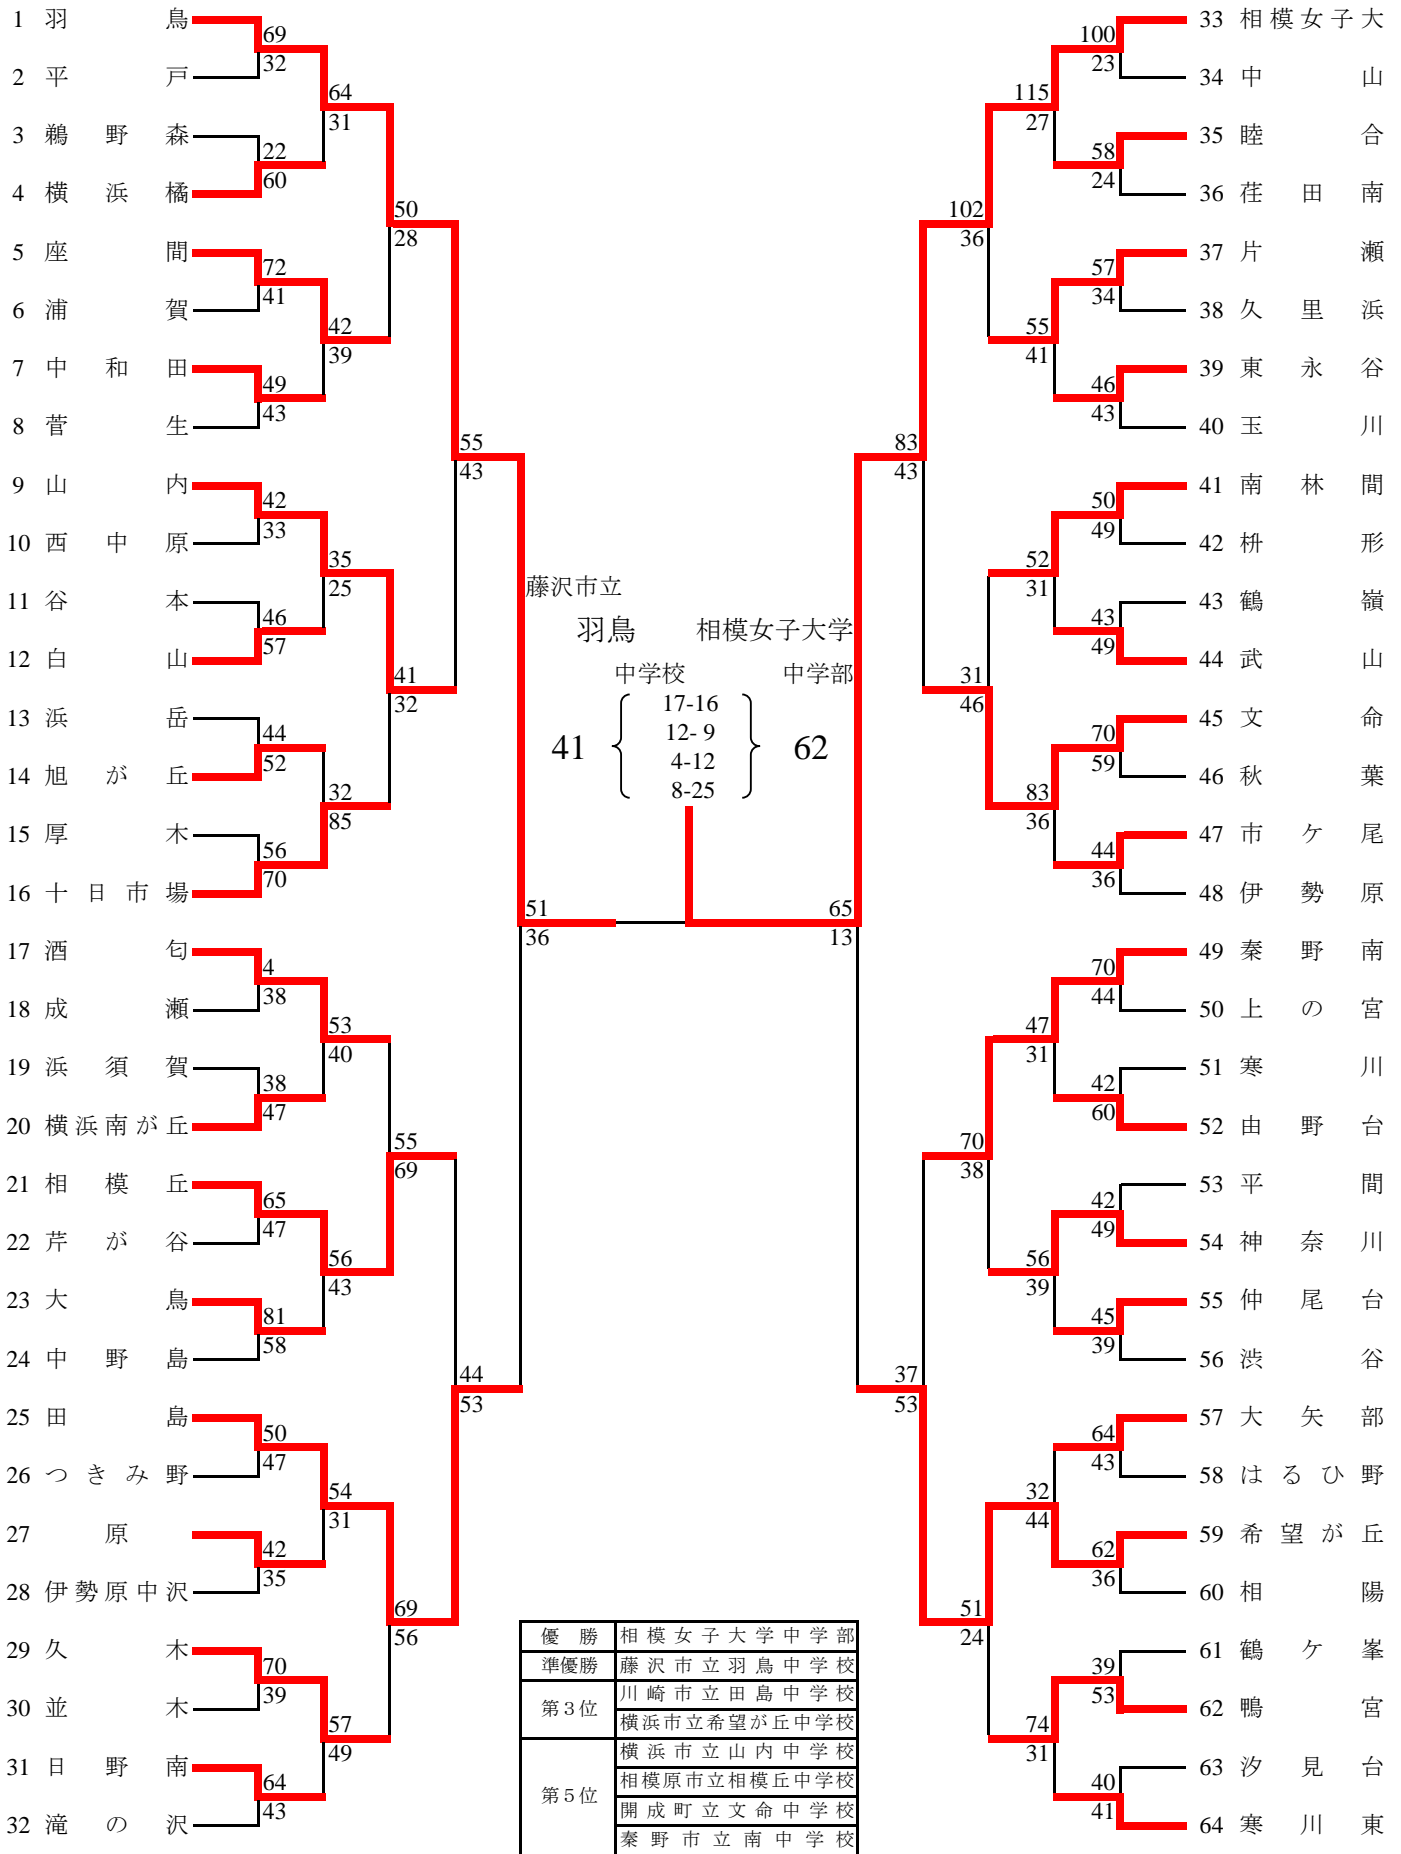 1 羽鳥
69
32
2 平戸
64
31
3 鵜野森
22
60
4 横浜橘
50
28
5 座間
72
41
6 浦賀
42
39
7 中和田
49
43
8 菅生
55
43
9 山内
42
33
10 西中原
35
25
11 谷本
46
57
12 白山
41
32
13 浜岳
44
52
14 旭が丘
32
85
15 厚木
56
70
16 十日市場
51
36
17 酒匂
4
38
18 成瀬
53
40
19 浜須賀
38
47
20 横浜南が丘
55
69
21 相模丘
65
47
22 芹が谷
56
43
23 大鳥
81
58
24 中野島
44
53
25 田島
50
47
26 つきみ野
54
31
27 原
42
35
28 伊勢原中沢
69
56
29 久木
70
39
30 並木
57
49
31 日野南
64
43
32 滝の沢
藤沢市立
羽鳥 相模女子大学
中学校 中学部
17-16
12- 9
41 62
4-12
8-25
33 相模女子大
100
23
34 中山
115
27
35 睦合
58
24
36 荏田南
102
36
37 片瀬
57
34
38 久里浜
55
41
39 東永谷
46
43
40 玉川
83
43
41 南林間
50
49
42 枡形
52
31
43 鶴嶺
43
49
44 武山
31
46
45 文命
70
59
46 秋葉
83
36
47 市ケ尾
44
36
48 伊勢原
65
13
49 秦野南
70
44
50 上の宮
47
31
51 寒川
42
60
52 由野台
70
38
53 平間
42
49
54 神奈川
56
39
55 仲尾台
45
39
56 渋谷
37
53
57 大矢部
64
43
58 はるひ野
32
44
59 希望が丘
62
36
60 相陽
51
24
61 鶴ケ峯
39
53
62 鴨宮
74
31
63 汐見台
40
41
64 寒川東
優勝 相模女子大学中学部
準優勝 藤沢市立羽鳥中学校
第3位 川崎市立田島中学校
横浜市立希望が丘中学校
第5位 横浜市立山内中学校
相模原市立相模丘中学校
開成町立文命中学校
秦野市立南中学校